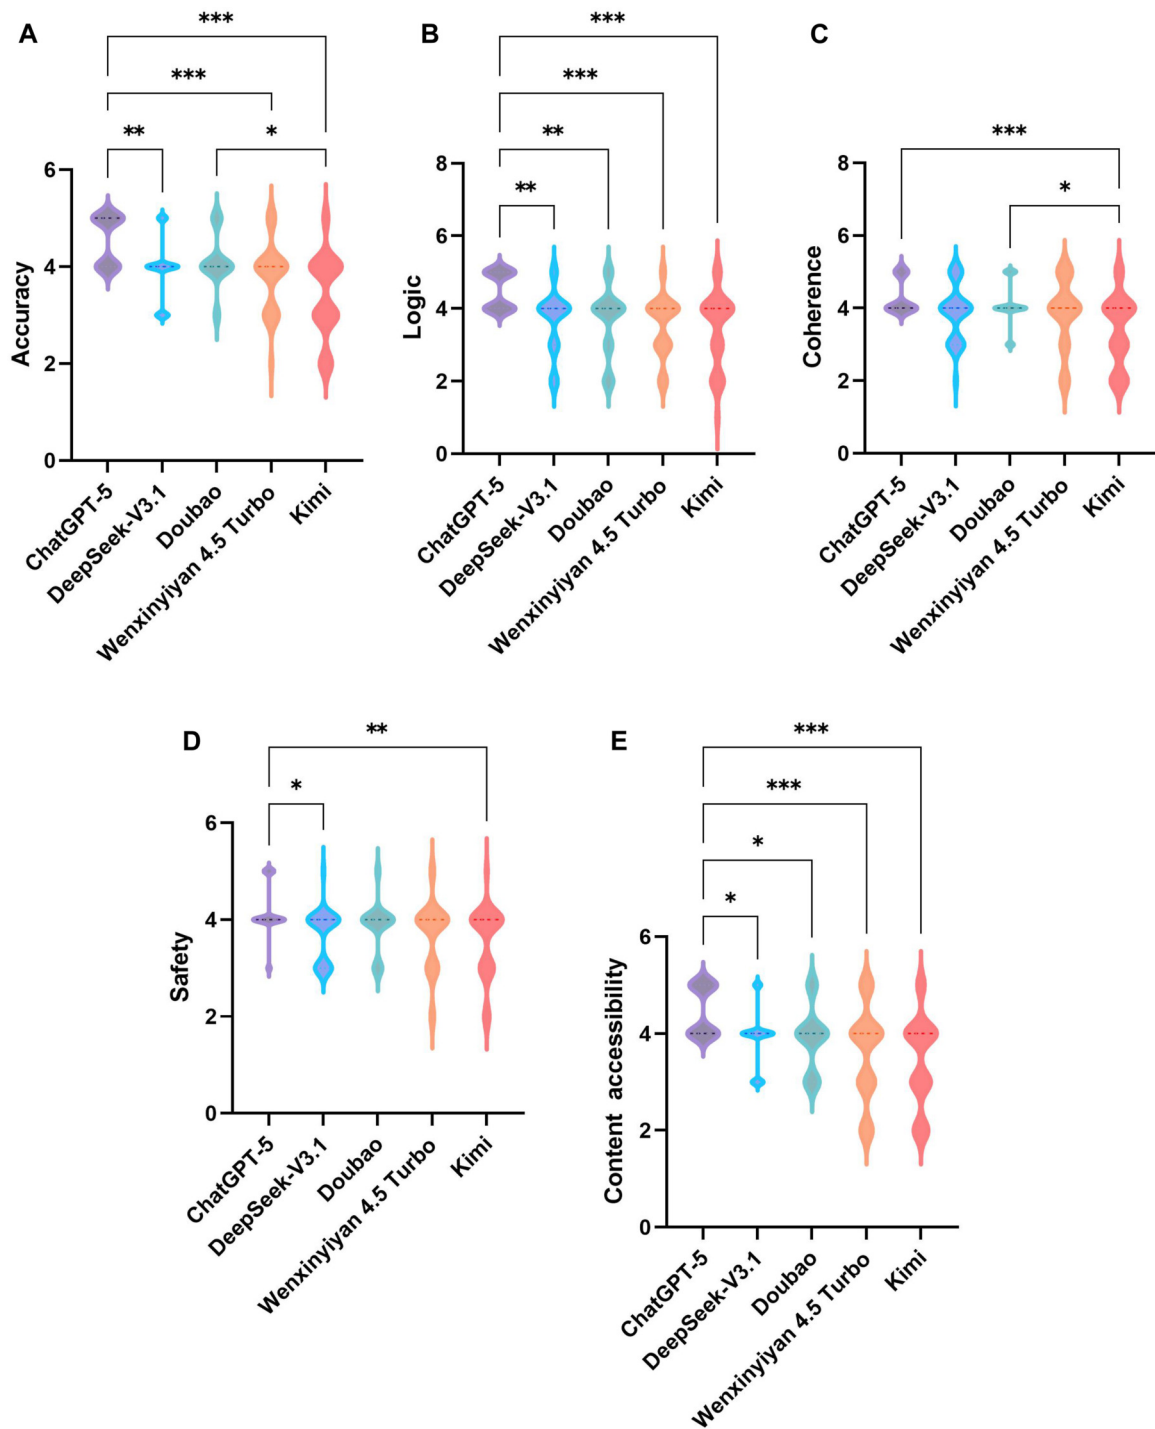 A
***
***
**
*
6
4
2
0
Accuracy
ChatGPT-5
DeepSeek-V3.1
Doubao
Wenxinyiyan 4.5 Turbo
Kimi
B
***
***
**
**
8
6
4
2
0
Logic
ChatGPT-5
DeepSeek-V3.1
Doubao
Wenxinyiyan 4.5 Turbo
Kimi
C
***
*
8
6
4
2
0
Coherence
ChatGPT-5
DeepSeek-V3.1
Doubao
Wenxinyiyan 4.5 Turbo
Kimi
D
**
*
6
4
2
0
Safety
ChatGPT-5
DeepSeek-V3.1
Doubao
Wenxinyiyan 4.5 Turbo
Kimi
E
***
***
*
*
6
4
2
0
Content accessibility
ChatGPT-5
DeepSeek-V3.1
Doubao
Wenxinyiyan 4.5 Turbo
Kimi